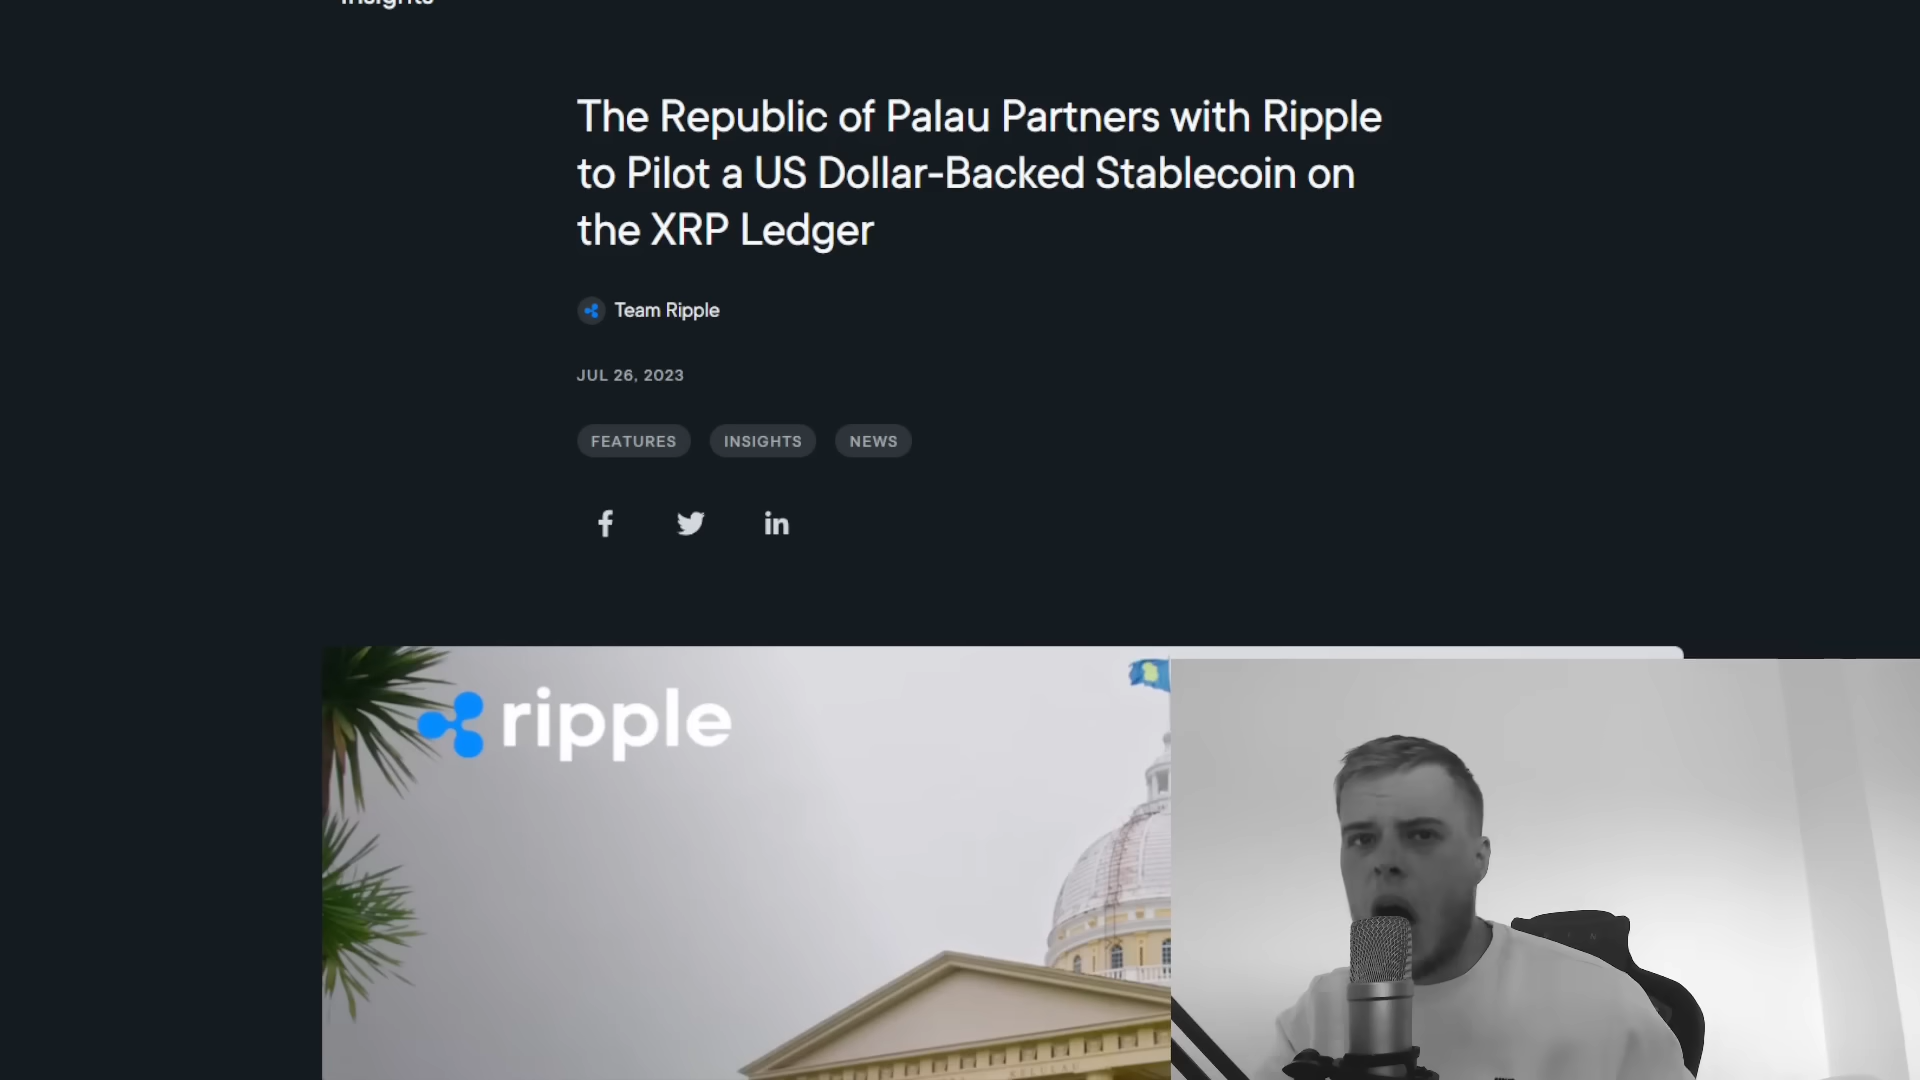 Insights
The Republic of Palau Partners with Ripple
to Pilot a US Dollar-Backed Stablecoin on
the XRP Ledger
Team Ripple
JUL 26, 2023
FEATURES INSIGHTS NEWS
ripple